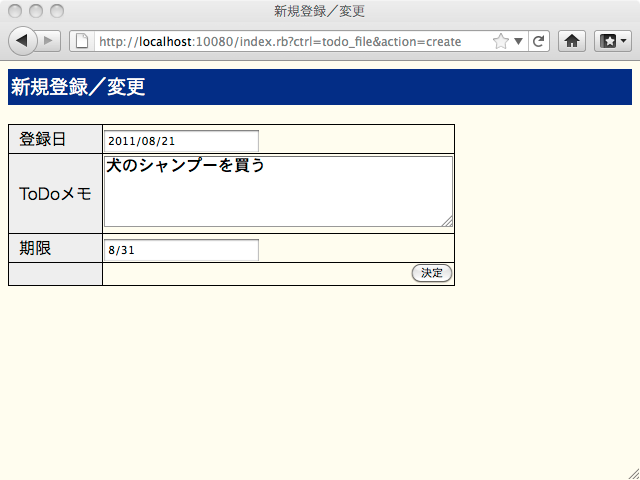 新規登録／変更
http://localhost:10080/index.rb?ctrl=todo_file&action=create
新規登録／変更
登録日 2011/08/21
ToDoメモ 犬のシャンプーを買う
期限 8/31
決定